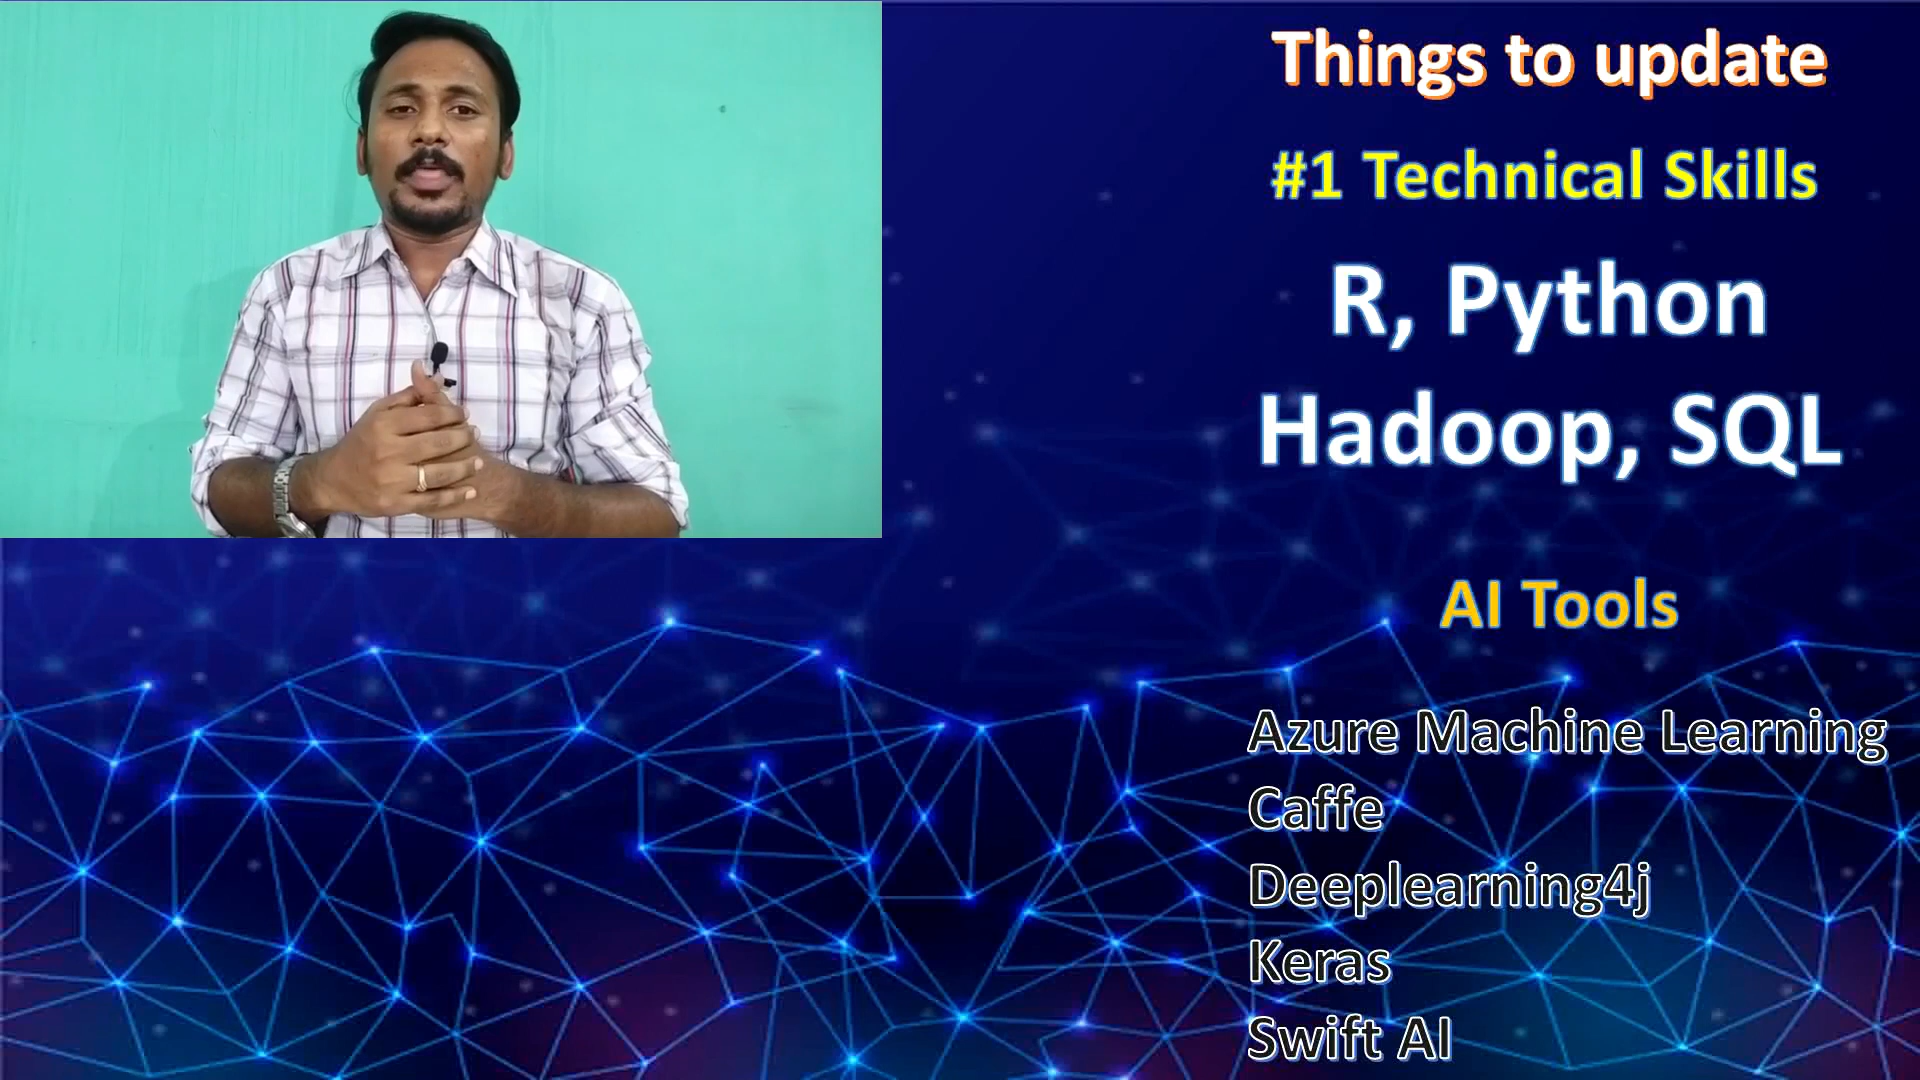 Things to update
#1 Technical Skills
R, Python
Hadoop, SQL
AI Tools
Azure Machine Learning
Caffe
Deeplearning4j
Keras
Swift AI